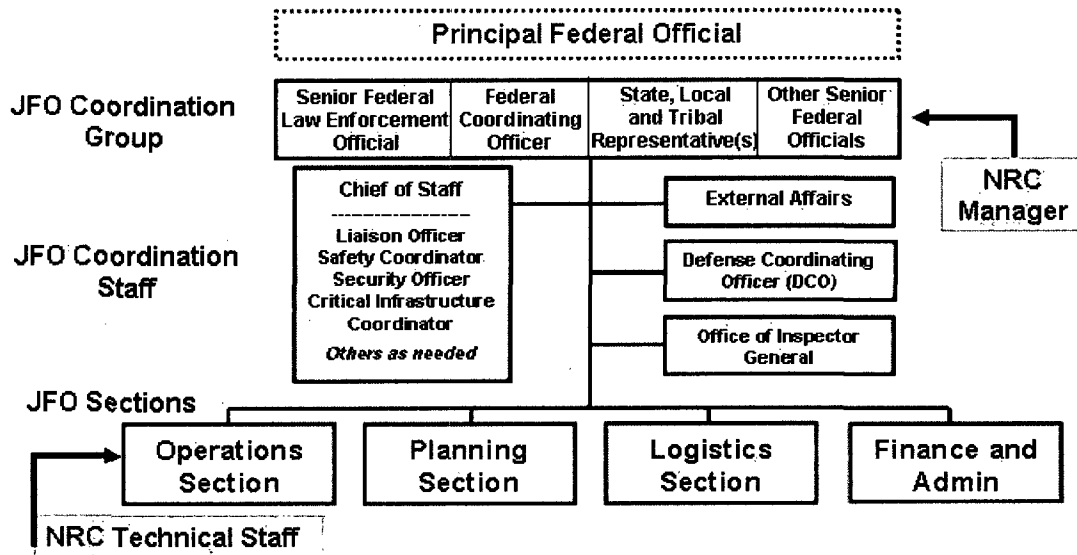 Principal Federal Official
JFO Coordination
Group
Senior Federal
Law Enforcement
Official
Federal
Coordinating
Officer
State, Local
and Tribal
Representative(s)
Other Senior
Federal
Officials
NRC
Manager
JFO Coordination
Staff
Chief of Staff
Liaison Officer
Safety Coordinator
Security Officer
Critical Infrastructure
Coordinator
Others as needed
External Affairs
Defense Coordinating
Officer (DCO)
Office of Inspector
General
JFO Sections
Operations
Section
Planning
Section
Logistics
Section
Finance and
Admin
NRC Technical Staff